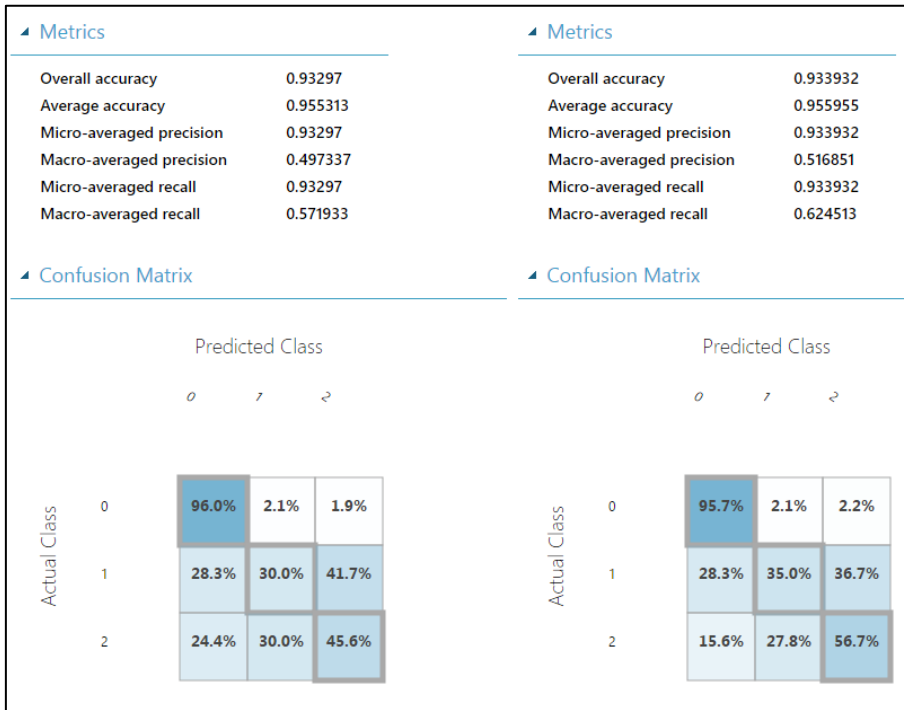 Metrics
Overall accuracy 0.93297
Average accuracy 0.955313
Micro-averaged precision 0.93297
Macro-averaged precision 0.497337
Micro-averaged recall 0.93297
Macro-averaged recall 0.571933
Confusion Matrix
Predicted Class
0 1 2
Actual Class
0 96.0% 2.1% 1.9%
1 28.3% 30.0% 41.7%
2 24.4% 30.0% 45.6%
Metrics
Overall accuracy 0.933932
Average accuracy 0.955955
Micro-averaged precision 0.933932
Macro-averaged precision 0.516851
Micro-averaged recall 0.933932
Macro-averaged recall 0.624513
Confusion Matrix
Predicted Class
0 1 2
Actual Class
0 95.7% 2.1% 2.2%
1 28.3% 35.0% 36.7%
2 15.6% 27.8% 56.7%